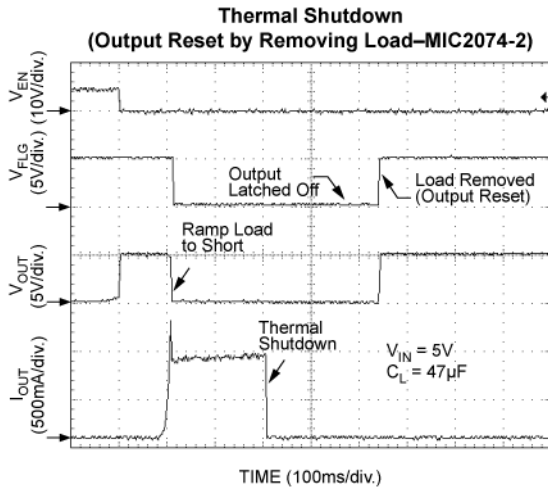 Thermal Shutdown
(Output Reset by Removing Load–MIC2074-2)
V_EN
(10V/div.)
V_FLG
(5V/div.)
Output
Latched Off
Load Removed
(Output Reset)
Ramp Load
to Short
V_OUT
(5V/div.)
Thermal
Shutdown
V_IN = 5V
C_L = 47µF
I_OUT
(500mA/div.)
TIME (100ms/div.)